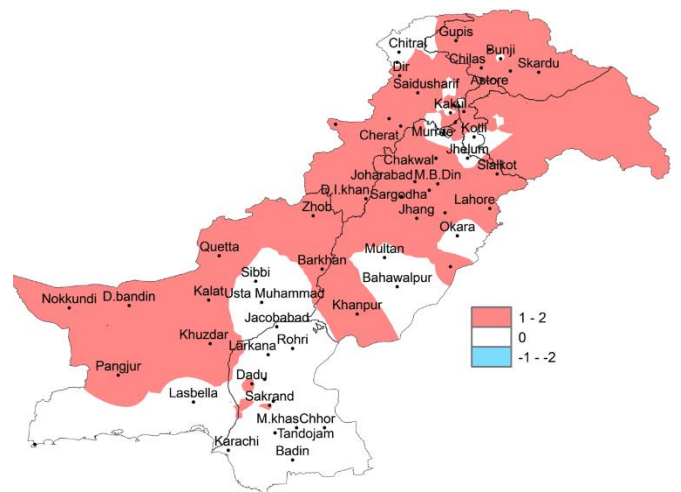 Gupis
Chitral
Bunji
Chilas
Skardu
Dir
Astore
Saidusharif
Kakul
Murree
Kotli
Cherat
Jhelum
Chakwal
Sialkot
Joharabad
M.B.Din
D.I.khan
Sargodha
Lahore
Zhob
Jhang
Okara
Quetta
Multan
Barkhan
Sibbi
Bahawalpur
Nokkundi
D.bandin
Kalat
Usta Muhammad
Khanpur
Jacobabad
1 - 2
0
-1 - -2
Khuzdar
Rohri
Larkana
Pangjur
Dadu
Lasbella
Sakrand
M.khas
Chhor
Tandojam
Karachi
Badin